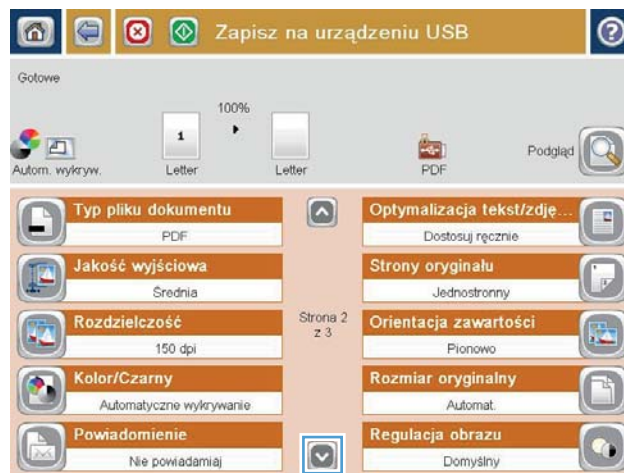 Zapisz na urządzeniu USB
Gotowe
100%
1
Autom. wykryw.
Letter
Letter
PDF
Podgląd
Typ pliku dokumentu
PDF
Jakość wyjściowa
Średnia
Rozdzielczość
150 dpi
Kolor/Czarny
Automatyczne wykrywanie
Powiadomienie
Nie powiadamiaj
Strona 2
z 3
Optymalizacja tekst/zdję...
Dostosuj ręcznie
Strony oryginału
Jednostronny
Orientacja zawartości
Pionowo
Rozmiar oryginalny
Automat.
Regulacja obrazu
Domyślny